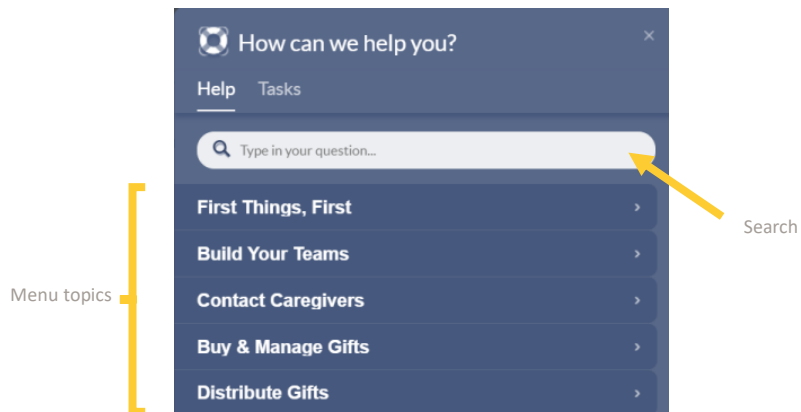 How can we help you?
×
Help Tasks
Type in your question...
Search
Menu topics
First Things, First
Build Your Teams
Contact Caregivers
Buy & Manage Gifts
Distribute Gifts